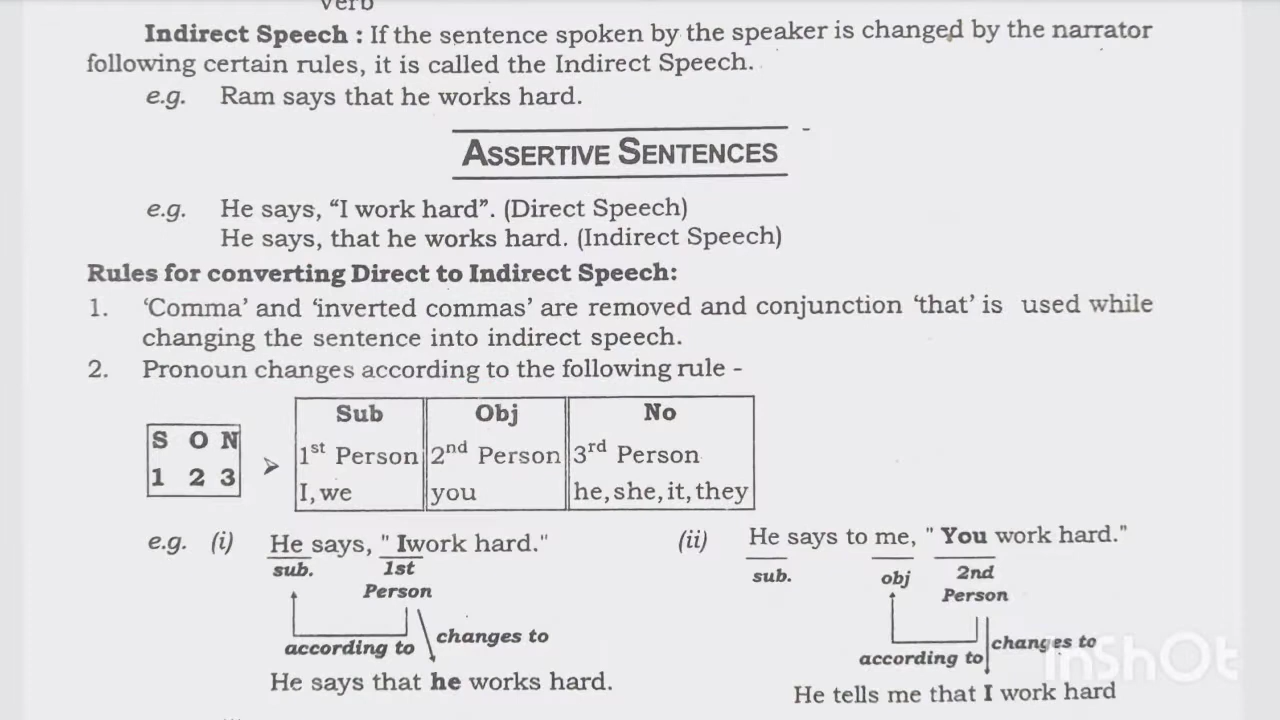 verb
Indirect Speech : If the sentence spoken by the speaker is changed by the narrator
following certain rules, it is called the Indirect Speech.
e.g. Ram says that he works hard.
ASSERTIVE SENTENCES
e.g. He says, “I work hard”. (Direct Speech)
He says, that he works hard. (Indirect Speech)
Rules for converting Direct to Indirect Speech:
1. ‘Comma’ and ‘inverted commas’ are removed and conjunction ‘that’ is used while
changing the sentence into indirect speech.
2. Pronoun changes according to the following rule -
S O N
1 2 3
Sub Obj No
1st Person 2nd Person 3rd Person
I, we you he, she, it, they
e.g. (i) He says, " Iwork hard."
sub. 1st
Person
according to changes to
He says that he works hard.
(ii) He says to me, " You work hard."
sub. obj 2nd
Person
according to changes to
He tells me that I work hard
InShOt